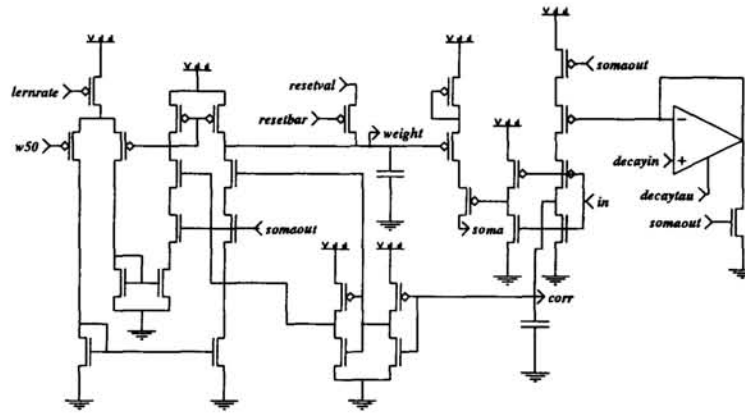 Vdd
Vdd
Vdd
resetval
Vdd
somaout
lernrate
resetbar
weight
Vdd
w50
decayin
decaytau
in
somaout
soma
somaout
Vdd
Vdd
corr